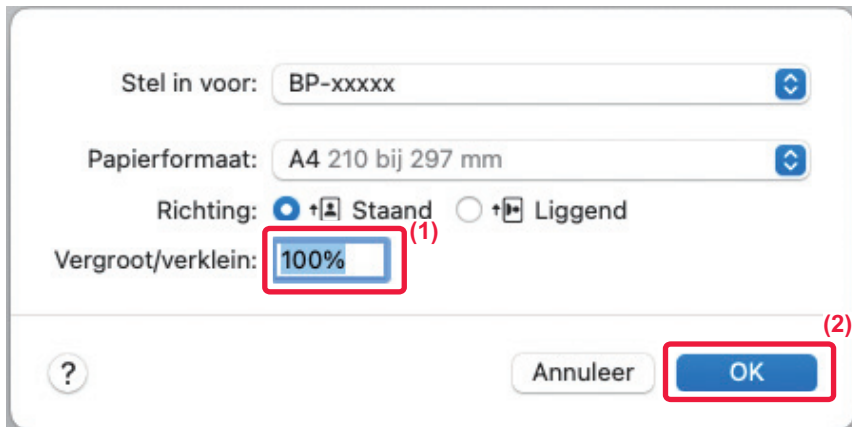 Stel in voor: BP-xxxxx
Papierformaat: A4 210 bij 297 mm
Richting: Staand Liggend
(1)
Vergroot/verklein: 100%
(2)
? Annuleer OK